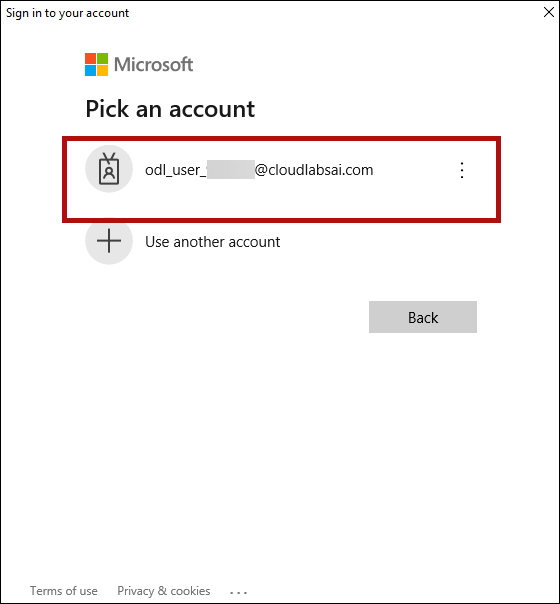 Sign in to your account
Microsoft
Pick an account
odl_user_ @cloudlabsai.com
Use another account
Back
Terms of use Privacy & cookies ...